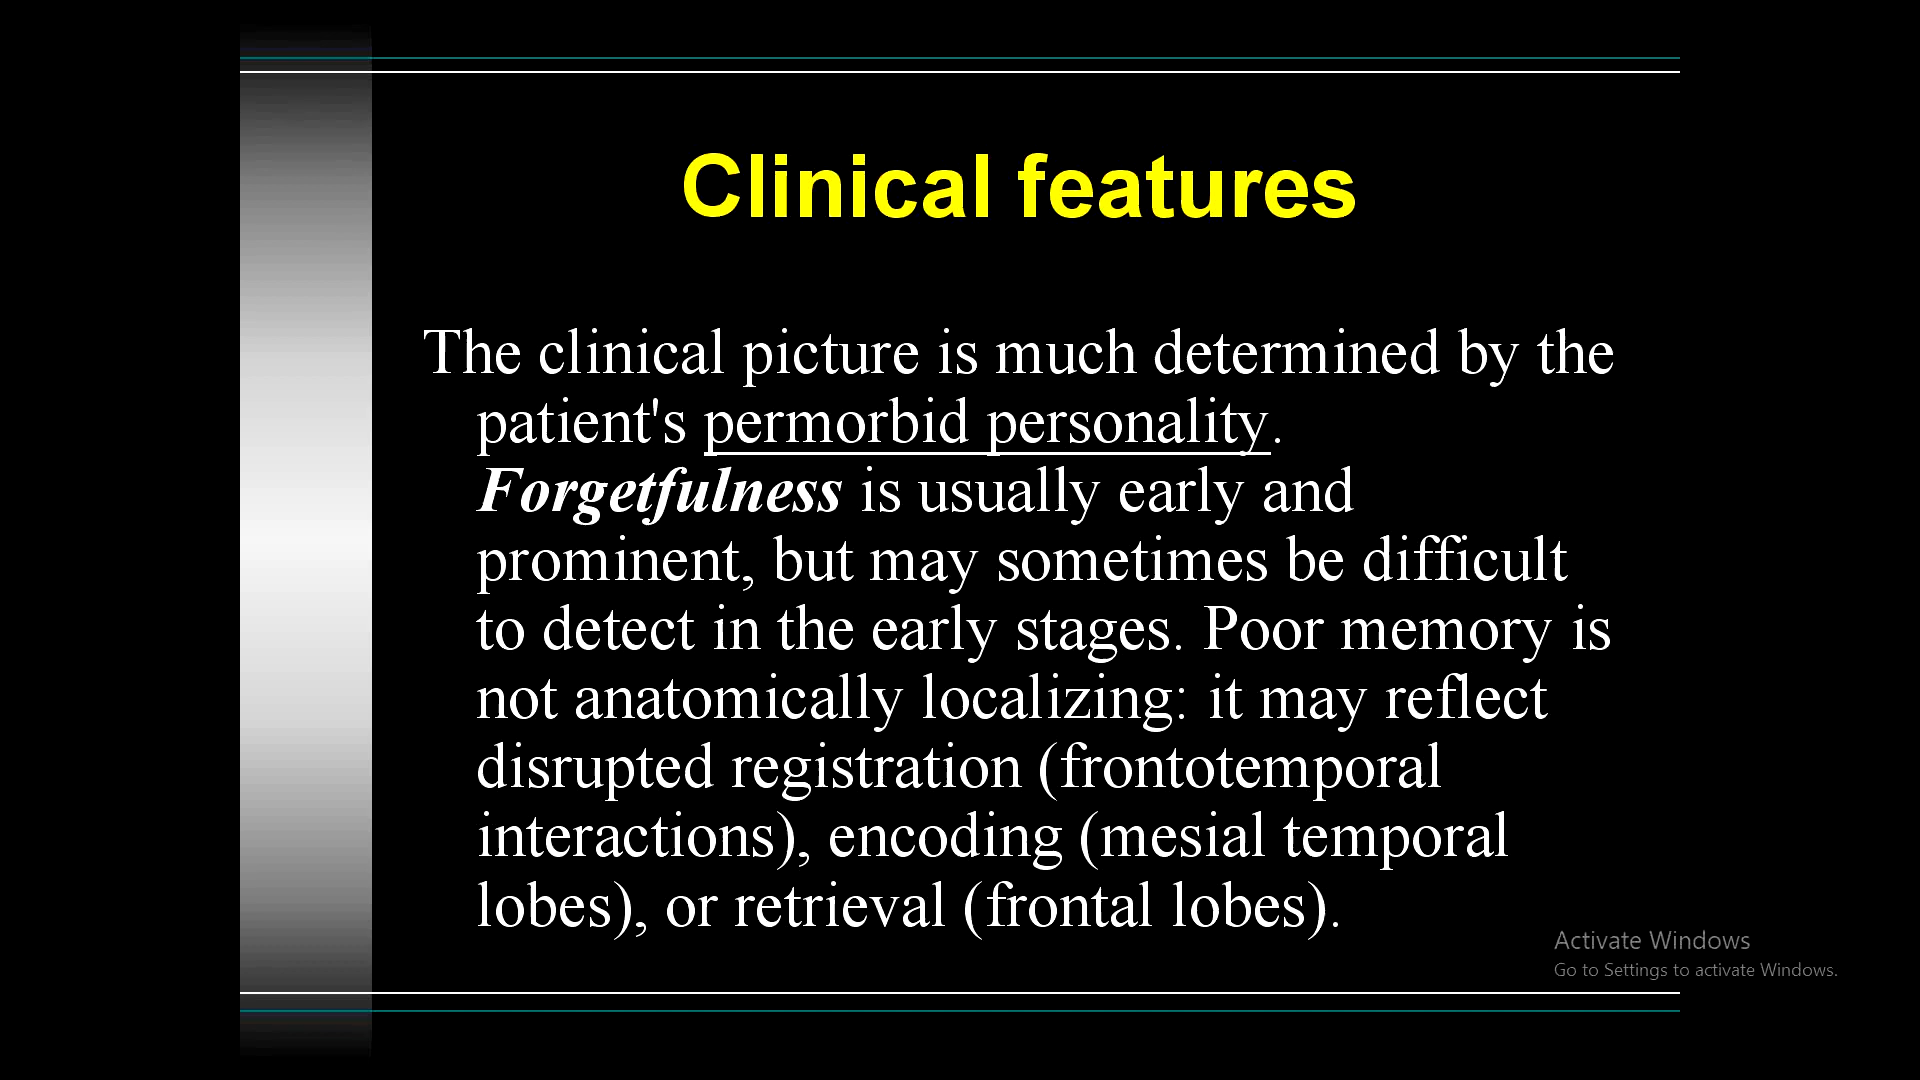 Clinical features
The clinical picture is much determined by the
patient's permorbid personality.
Forgetfulness is usually early and
prominent, but may sometimes be difficult
to detect in the early stages. Poor memory is
not anatomically localizing: it may reflect
disrupted registration (frontotemporal
interactions), encoding (mesial temporal
lobes), or retrieval (frontal lobes).
Activate Windows
Go to Settings to activate Windows.